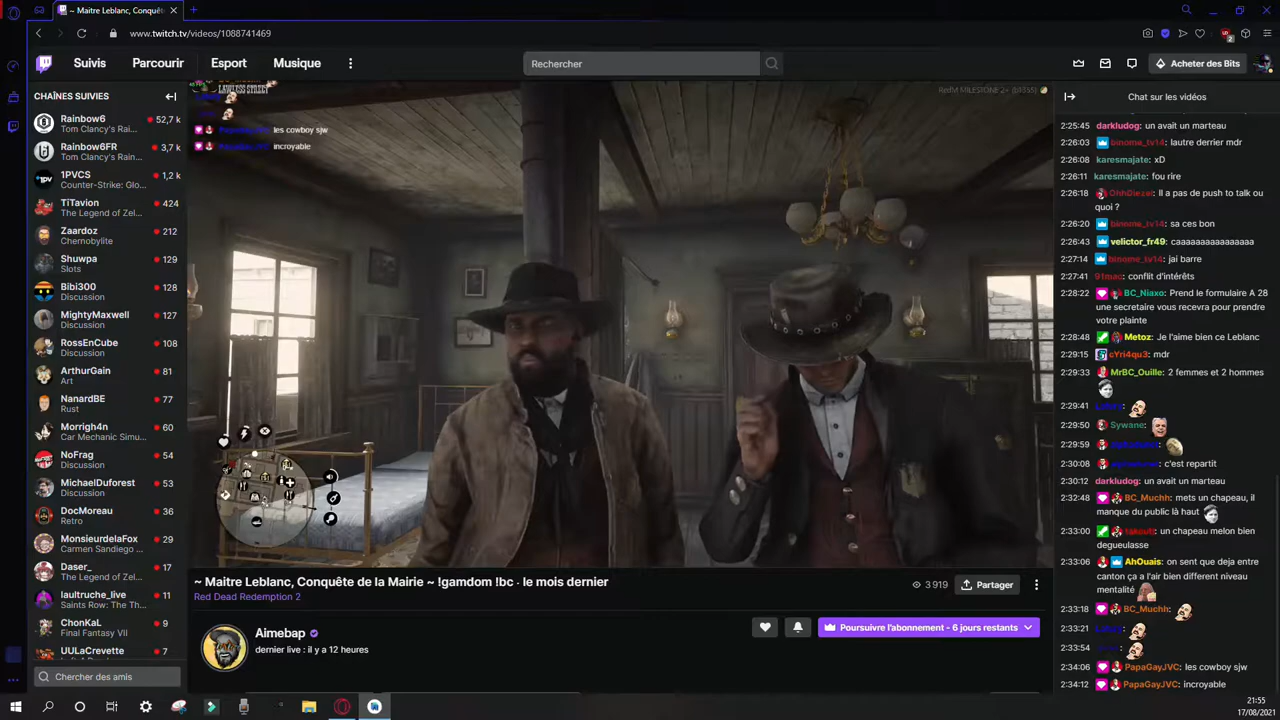 ~ Maitre Leblanc, Conquête
www.twitch.tv/videos/1088741469
Suivis
Parcourir
Esport
Musique
Rechercher
Acheter des Bits
CHAÎNES SUIVIES
Rainbow6
52,7 k
Tom Clancy's Rai...
Rainbow6FR
3,7 k
Tom Clancy's Rai...
1PVCS
1,2 k
Counter-Strike: Glo...
TiTavion
424
The Legend of Zel...
Zaardoz
212
Chernobylite
Shuwpa
129
Slots
Bibi300
128
Discussion
MightyMaxwell
127
Discussion
RossEnCube
108
Discussion
ArthurGain
81
Art
NanardBE
77
Rust
Morrigh4n
60
Car Mechanic Simu...
NoFrag
54
Discussion
MichaelDuforest
53
Discussion
DocMoreau
36
Retro
MonsieurdelaFox
29
Carmen Sandiego ...
Daser_
17
The Legend of Zel...
laultruche_live
11
Saints Row: The Th...
ChonKaL
9
Final Fantasy VII
UULaCrevette
7
Chercher des amis
LAWLESS STREET
les cowboy sjw
incroyable
~ Maitre Leblanc, Conquête de la Mairie ~ !gamdom !bc - le mois dernier
Red Dead Redemption 2
3 919
Partager
Aimebap
dernier live : il y a 12 heures
Poursuivre l'abonnement - 6 jours restants
Chat sur les vidéos
2:25:45 darkludog: un avait un marteau
2:26:03 binome_tv14: lautre derrier mdr
2:26:08 karesmajate: xD
2:26:11 karesmajate: fou rire
2:26:18 OhhDiezel: Il a pas de push to talk ou
quoi ?
2:26:20 binome_tv14: sa ces bon
2:26:43 velictor_fr49: caaaaaaaaaaaaaaaa
2:27:14 binome_tv14: jai barre
2:27:41 conflit d'intérêts
2:28:22 BC_Niaxo: Prend le formulaire A 28
une secretaire vous recevra pour prendre
votre plainte
2:28:48 Metoz: Je l'aime bien ce Leblanc
2:29:15 cYri4qu3: mdr
2:29:33 MrBC_Ouille: 2 femmes et 2 hommes
2:29:41
2:29:50 Sywane:
2:29:59
2:30:08 c'est repartit
2:30:12 darkludog: un avait un marteau
2:32:48 BC_Muchh: mets un chapeau, il
manque du public là haut
2:33:00 un chapeau melon bien
degueulasse
2:33:06 AhOuais: on sent que deja entre
canton ça a l'air bien different niveau
mentalité
2:33:18 BC_Muchh:
2:33:21
2:33:54
2:34:06 PapaGayJVC: les cowboy sjw
2:34:12 PapaGayJVC: incroyable
21:55
17/08/2021